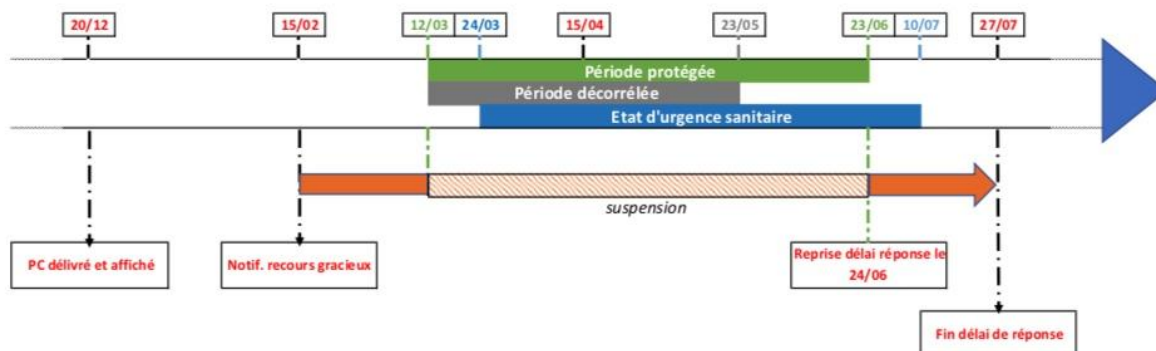 20/12
15/02
12/03
24/03
15/04
23/05
23/06
10/07
27/07
Période protégée
Période décorrélée
Etat d'urgence sanitaire
suspension
PC délivré et affiché
Notif. recours gracieux
Reprise délai réponse le
24/06
Fin délai de réponse